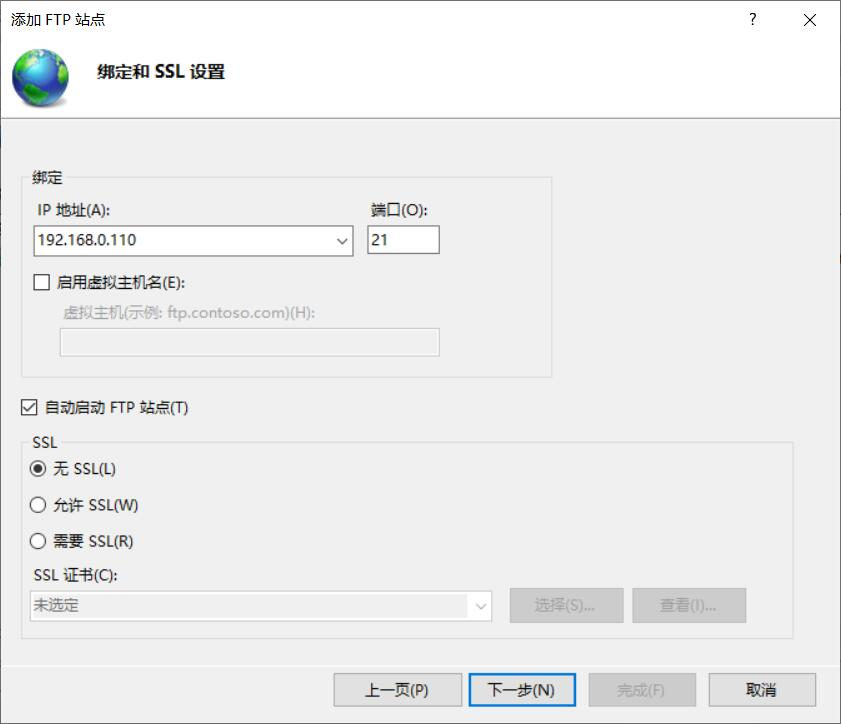 添加 FTP 站点
?
绑定和 SSL 设置
绑定
IP 地址(A): 端口(O):
192.168.0.110 21
启用虚拟主机名(E):
虚拟主机(示例: ftp.contoso.com)(H):
自动启动 FTP 站点(T)
SSL
无 SSL(L)
允许 SSL(W)
需要 SSL(R)
SSL 证书(C):
未选定 选择(S)... 查看(I)...
上一页(P) 下一步(N) 完成(F) 取消